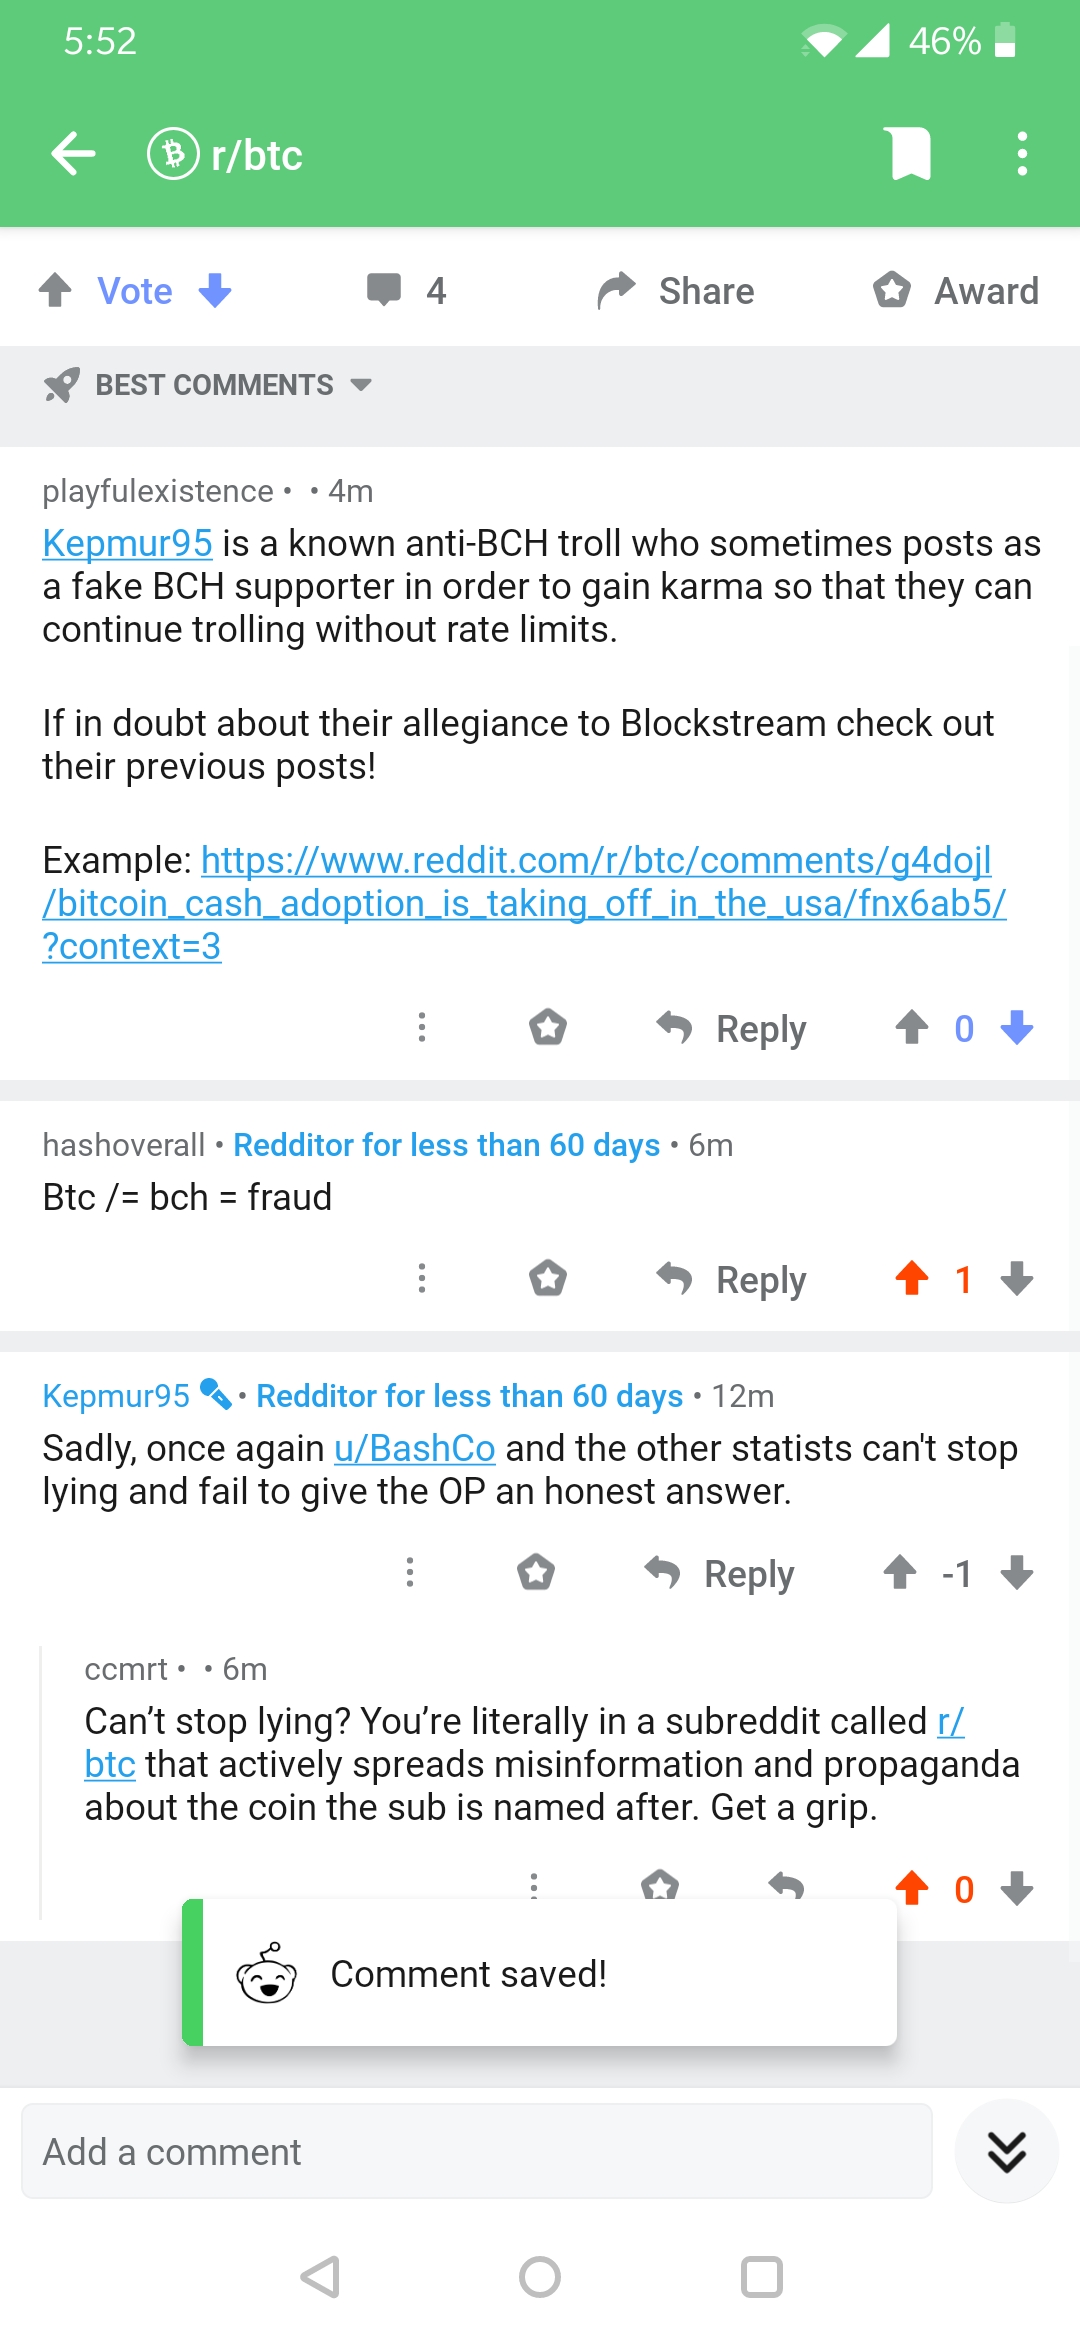 5:52
46%
r/btc
Vote 4 Share Award
BEST COMMENTS
playfulexistence • • 4m
Kepmur95 is a known anti-BCH troll who sometimes posts as
a fake BCH supporter in order to gain karma so that they can
continue trolling without rate limits.
If in doubt about their allegiance to Blockstream check out
their previous posts!
Example: https://www.reddit.com/r/btc/comments/g4dojl
/bitcoin_cash_adoption_is_taking_off_in_the_usa/fnx6ab5/
?context=3
Reply 0
hashoverall • Redditor for less than 60 days • 6m
Btc /= bch = fraud
Reply 1
Kepmur95 • Redditor for less than 60 days • 12m
Sadly, once again u/BashCo and the other statists can't stop
lying and fail to give the OP an honest answer.
Reply -1
ccmrt • • 6m
Can’t stop lying? You’re literally in a subreddit called r/
btc that actively spreads misinformation and propaganda
about the coin the sub is named after. Get a grip.
0
Comment saved!
Add a comment